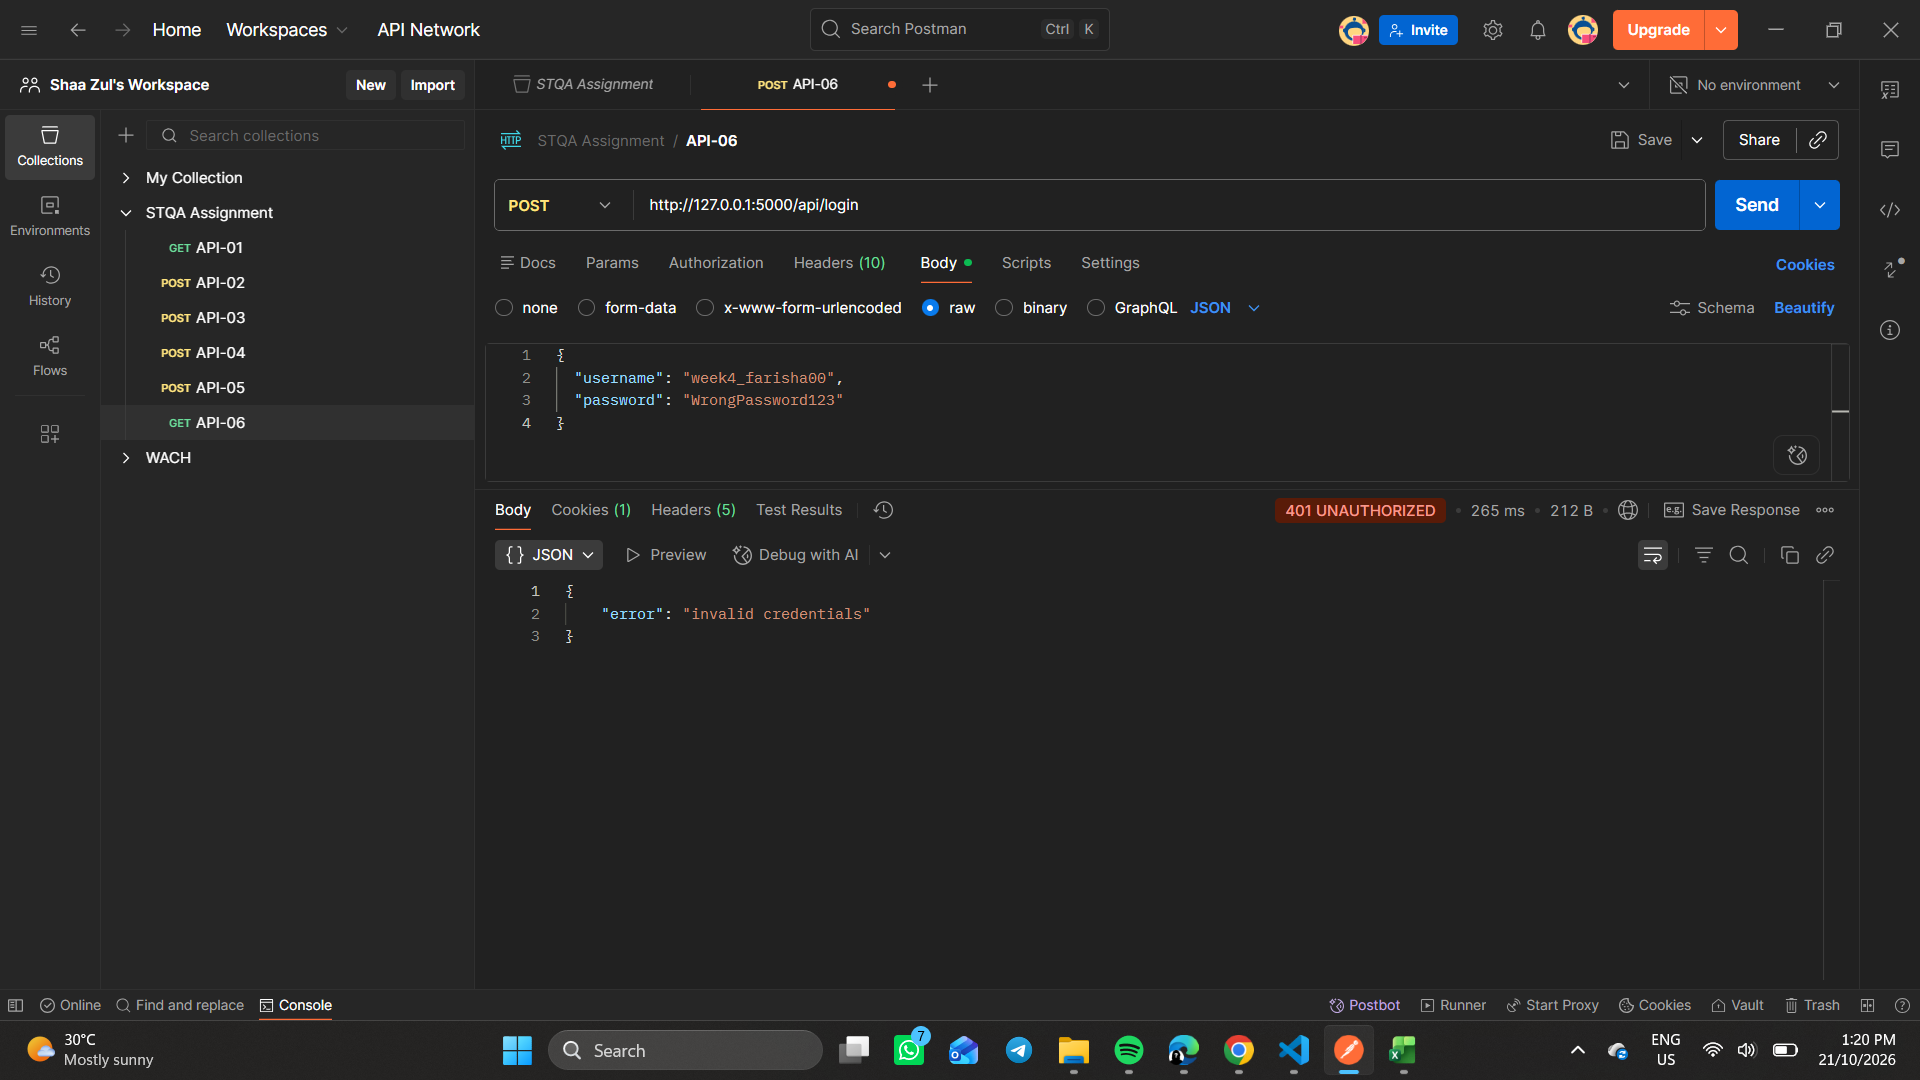 Home
Workspaces
API Network
Search Postman
Ctrl K
Invite
Upgrade
Shaa Zul's Workspace
New
Import
STQA Assignment
POST API-06
No environment
Collections
Environments
History
Flows
Search collections
My Collection
STQA Assignment
GET API-01
POST API-02
POST API-03
POST API-04
POST API-05
GET API-06
WACH
HTTP
STQA Assignment / API-06
Save
Share
POST
http://127.0.0.1:5000/api/login
Send
Docs
Params
Authorization
Headers (10)
Body
Scripts
Settings
Cookies
none
form-data
x-www-form-urlencoded
raw
binary
GraphQL
JSON
Schema
Beautify
1 {
2 "username": "week4_farisha00",
3 "password": "WrongPassword123"
4 }
Body
Cookies (1)
Headers (5)
Test Results
401 UNAUTHORIZED
265 ms
212 B
e.g.
Save Response
{} JSON
Preview
Debug with AI
1 {
2 "error": "invalid credentials"
3 }
Online
Find and replace
Console
Postbot
Runner
Start Proxy
Cookies
Vault
Trash
30°C
Mostly sunny
Search
7
ENG
US
1:20 PM
21/10/2026